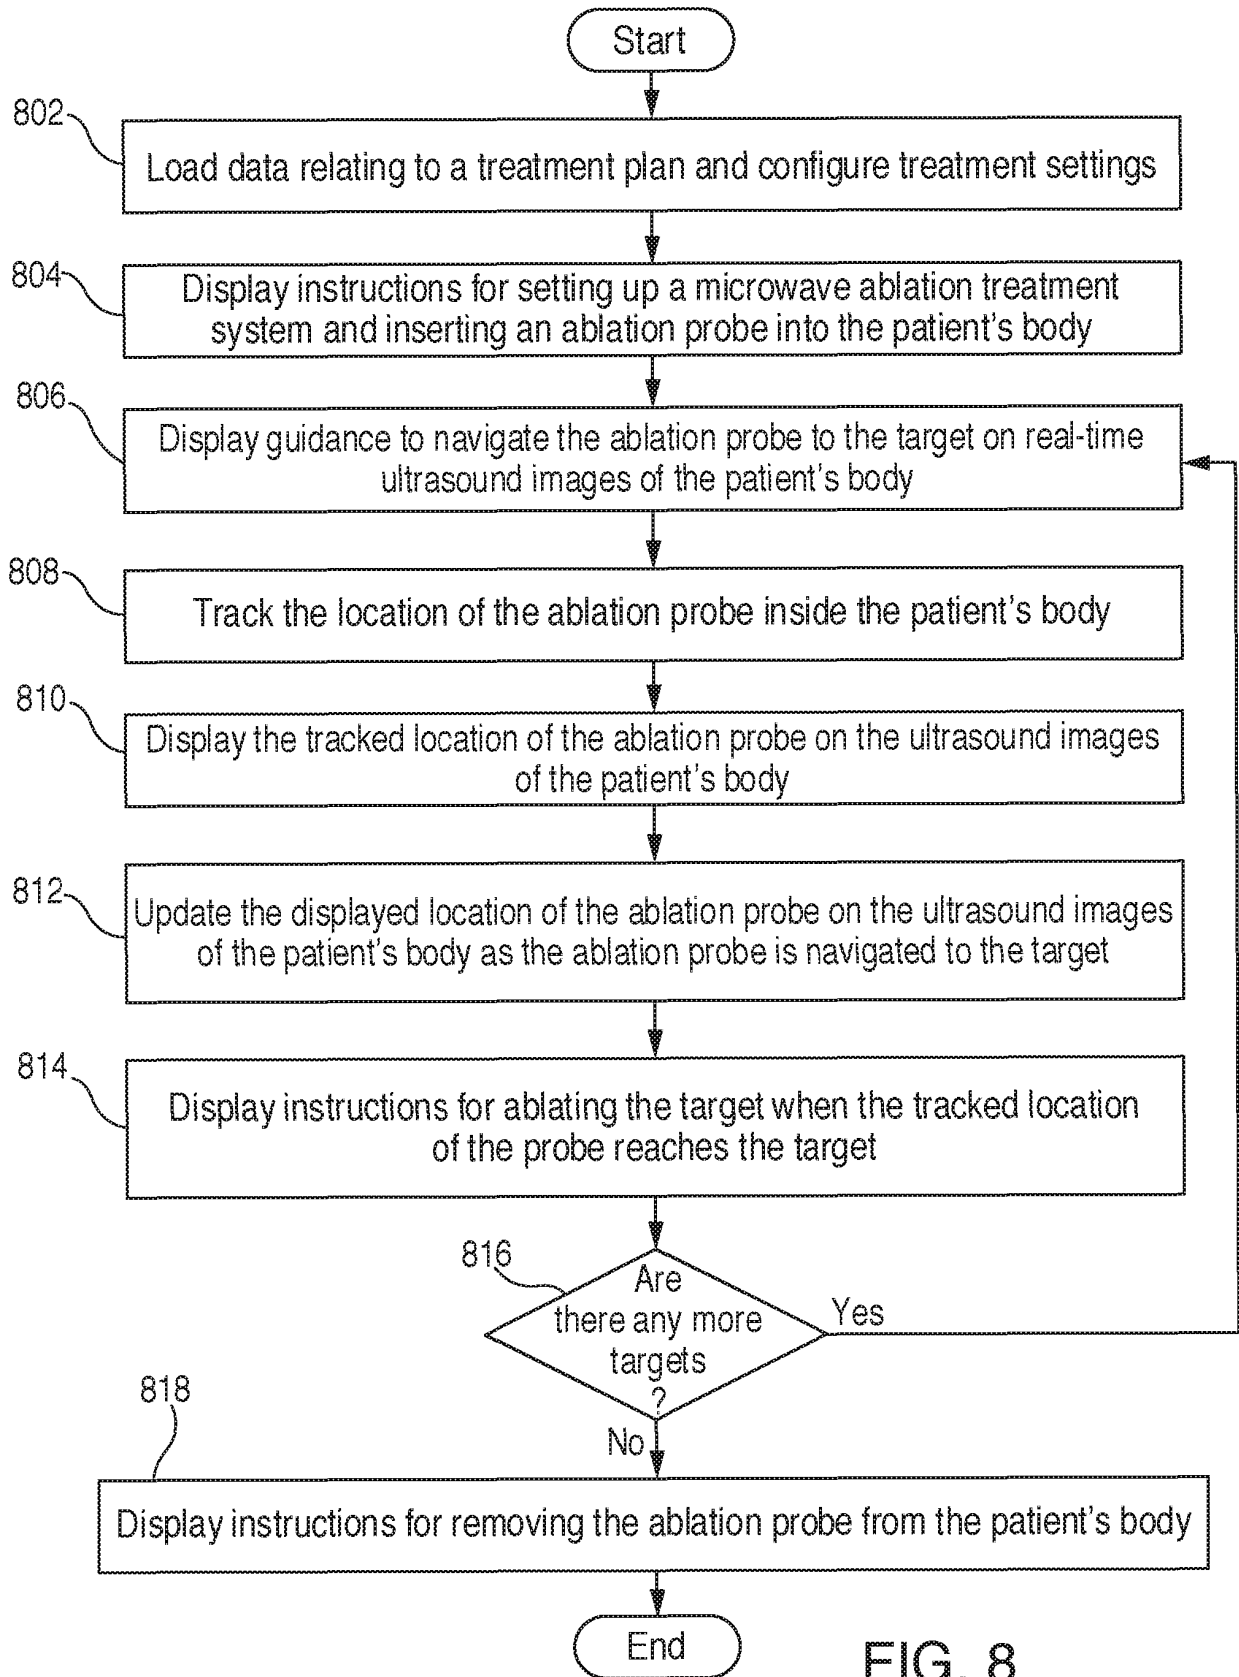 Start
802
Load data relating to a treatment plan and configure treatment settings
804
Display instructions for setting up a microwave ablation treatment
system and inserting an ablation probe into the patient's body
806
Display guidance to navigate the ablation probe to the target on real-time
ultrasound images of the patient's body
808
Track the location of the ablation probe inside the patient's body
810
Display the tracked location of the ablation probe on the ultrasound images
of the patient's body
812
Update the displayed location of the ablation probe on the ultrasound images
of the patient's body as the ablation probe is navigated to the target
814
Display instructions for ablating the target when the tracked location
of the probe reaches the target
816
Are
there any more
targets
?
Yes
No
818
Display instructions for removing the ablation probe from the patient's body
End
FIG. 8